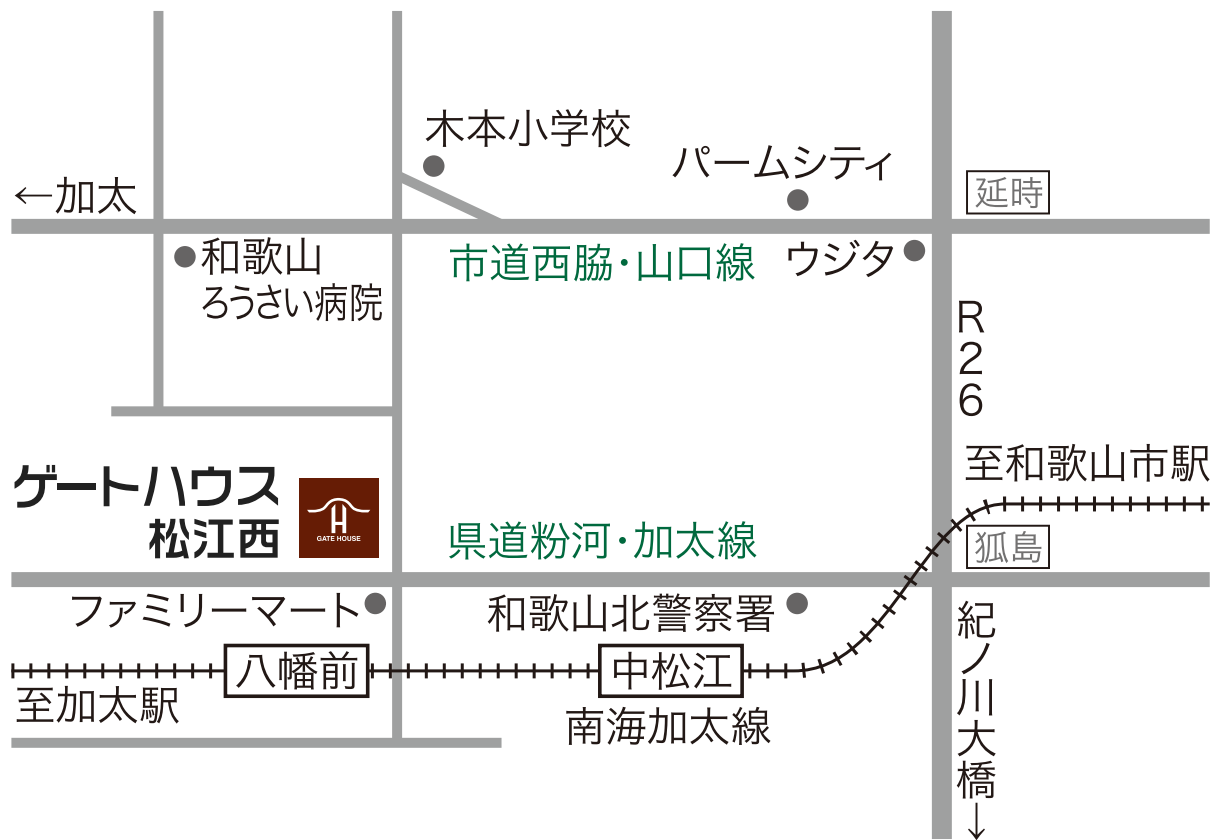 木本小学校
パームシティ
←加太
延時
和歌山
ろうさい病院
市道西脇・山口線
ウジタ
R26
至和歌山市駅
ゲートハウス
松江西
GATE HOUSE
県道粉河・加太線
狐島
ファミリーマート
和歌山北警察署
紀ノ川大橋→
八幡前
中松江
至加太駅
南海加太線